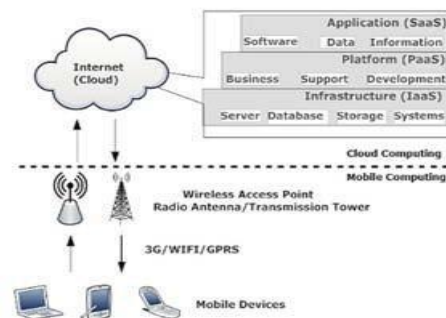 Application (SaaS)
Software Data Information
Platform (PaaS)
Business Support Development
Infrastructure (IaaS)
Server Database Storage Systems
Internet
(Cloud)
Cloud Computing
Mobile Computing
Wireless Access Point
Radio Antenna/Transmission Tower
3G/WIFI/GPRS
Mobile Devices